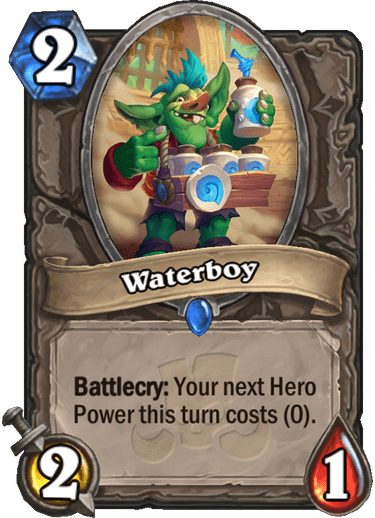 2
Waterboy
Battlecry: Your next Hero
Power this turn costs (0).
2
1